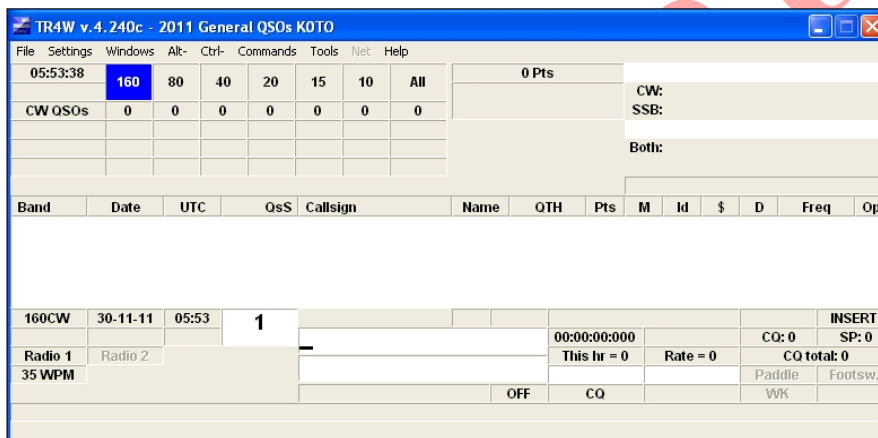 TR4W v.4.240c - 2011 General QSOs K0TO
File Settings Windows Alt- Ctrl- Commands Tools Net Help
05:53:38 160 80 40 20 15 10 All 0 Pts
CW:
CW QSOs 0 0 0 0 0 0 0 SSB:
Both:
Band Date UTC QsS Callsign Name QTH Pts M Id $ D Freq Op
160CW 30-11-11 05:53 1 INSERT
00:00:00:000 CQ: 0 SP: 0
Radio 1 Radio 2 This hr = 0 Rate = 0 CQ total: 0
35 WPM Paddle Footsw.
OFF CQ WK